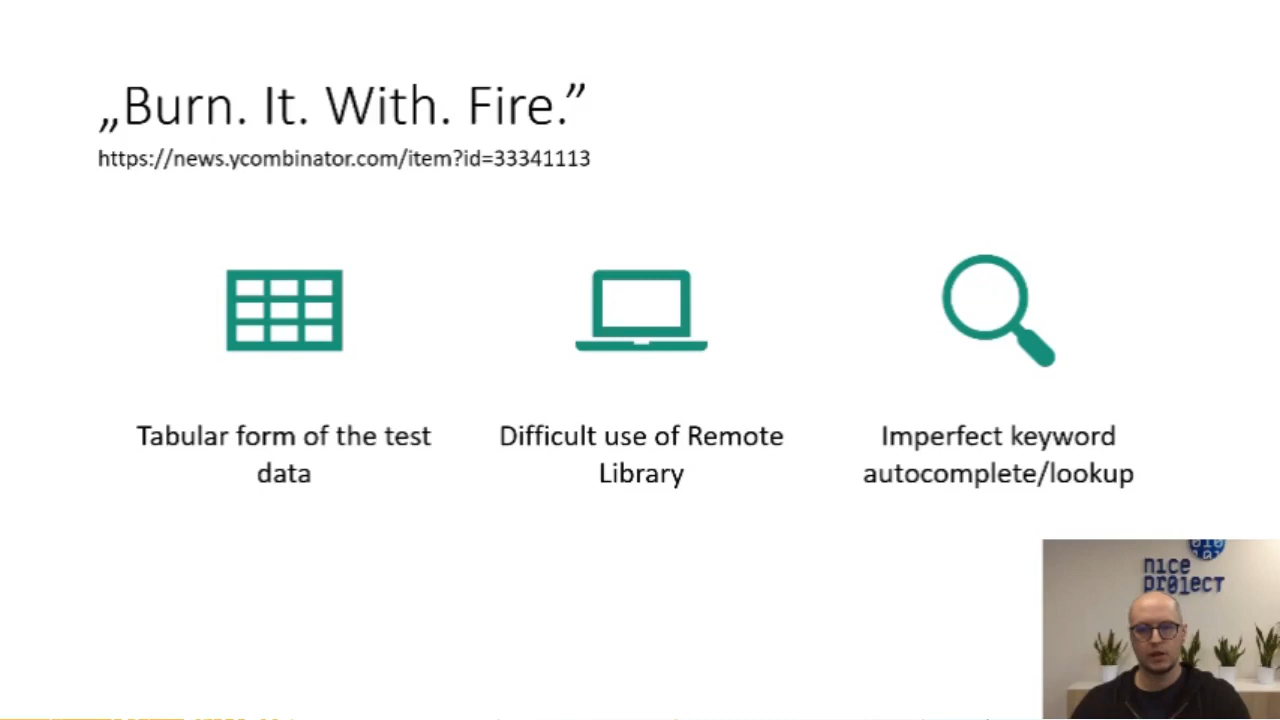 „Burn. It. With. Fire.”
https://news.ycombinator.com/item?id=33341113
Tabular form of the test
data
Difficult use of Remote
Library
Imperfect keyword
autocomplete/lookup
nice
pr01ect